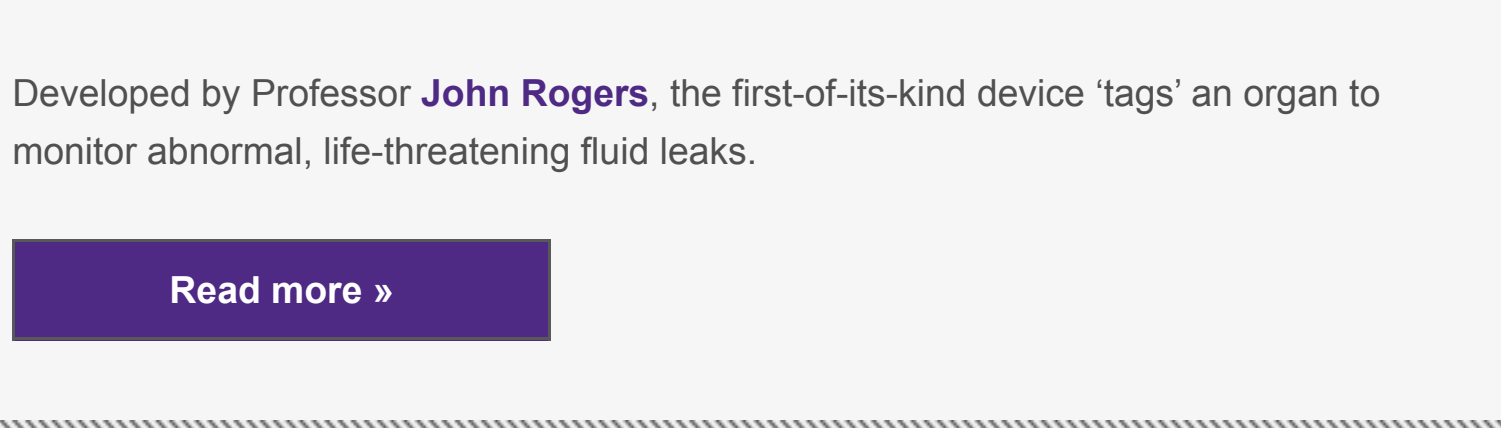 Developed by Professor John Rogers, the first-of-its-kind device ‘tags’ an organ to
monitor abnormal, life-threatening fluid leaks.
Read more »